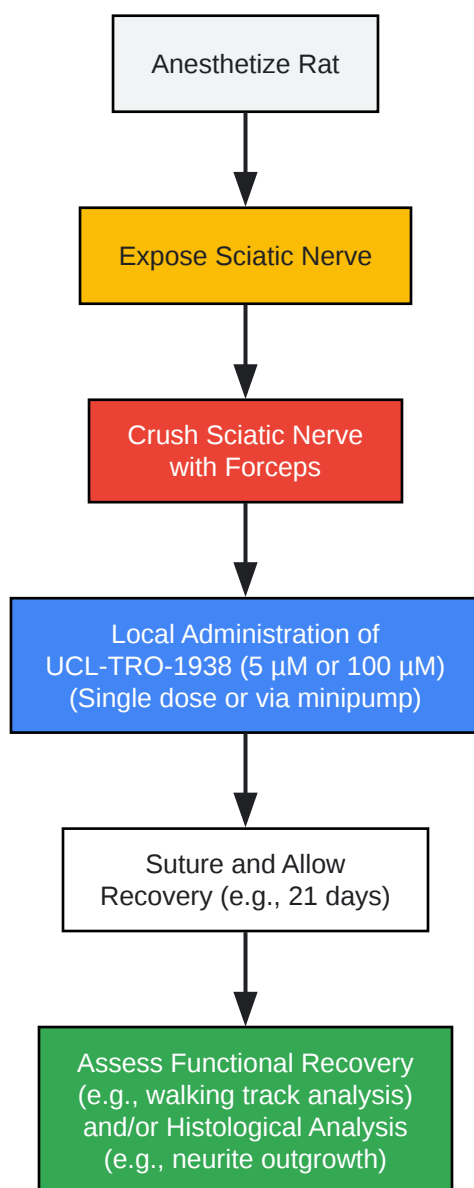 Anesthetize Rat
Expose Sciatic Nerve
Crush Sciatic Nerve
with Forceps
Local Administration of
UCL-TRO-1938 (5 µM or 100 µM)
(Single dose or via minipump)
Suture and Allow
Recovery (e.g., 21 days)
Assess Functional Recovery
(e.g., walking track analysis)
and/or Histological Analysis
(e.g., neurite outgrowth)